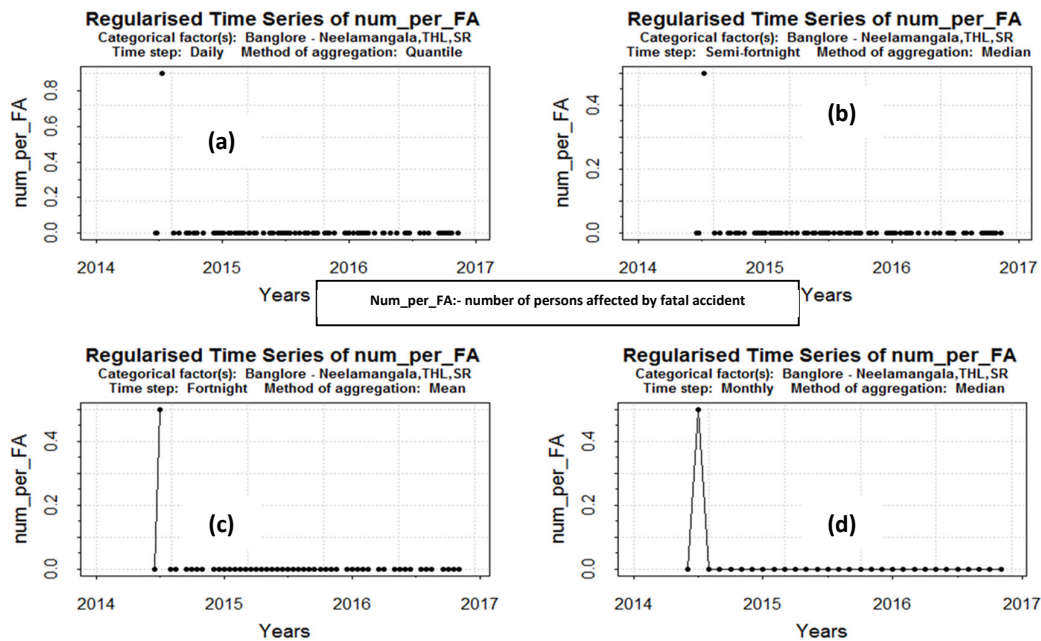 Regularised Time Series of num_per_FA
Categorical factor(s): Banglore - Neelamangala,THL,SR
Time step: Daily Method of aggregation: Quantile
num_per_FA
0.8
0.6
0.4
0.2
0.0
(a)
2014 2015 2016 2017
Years
Regularised Time Series of num_per_FA
Categorical factor(s): Banglore - Neelamangala,THL,SR
Time step: Semi-fortnight Method of aggregation: Median
num_per_FA
0.4
0.2
0.0
(b)
2014 2015 2016 2017
Years
Num_per_FA:- number of persons affected by fatal accident
Regularised Time Series of num_per_FA
Categorical factor(s): Banglore - Neelamangala,THL,SR
Time step: Fortnight Method of aggregation: Mean
num_per_FA
0.4
0.2
0.0
(c)
2014 2015 2016 2017
Years
Regularised Time Series of num_per_FA
Categorical factor(s): Banglore - Neelamangala,THL,SR
Time step: Monthly Method of aggregation: Median
num_per_FA
0.4
0.2
0.0
(d)
2014 2015 2016 2017
Years